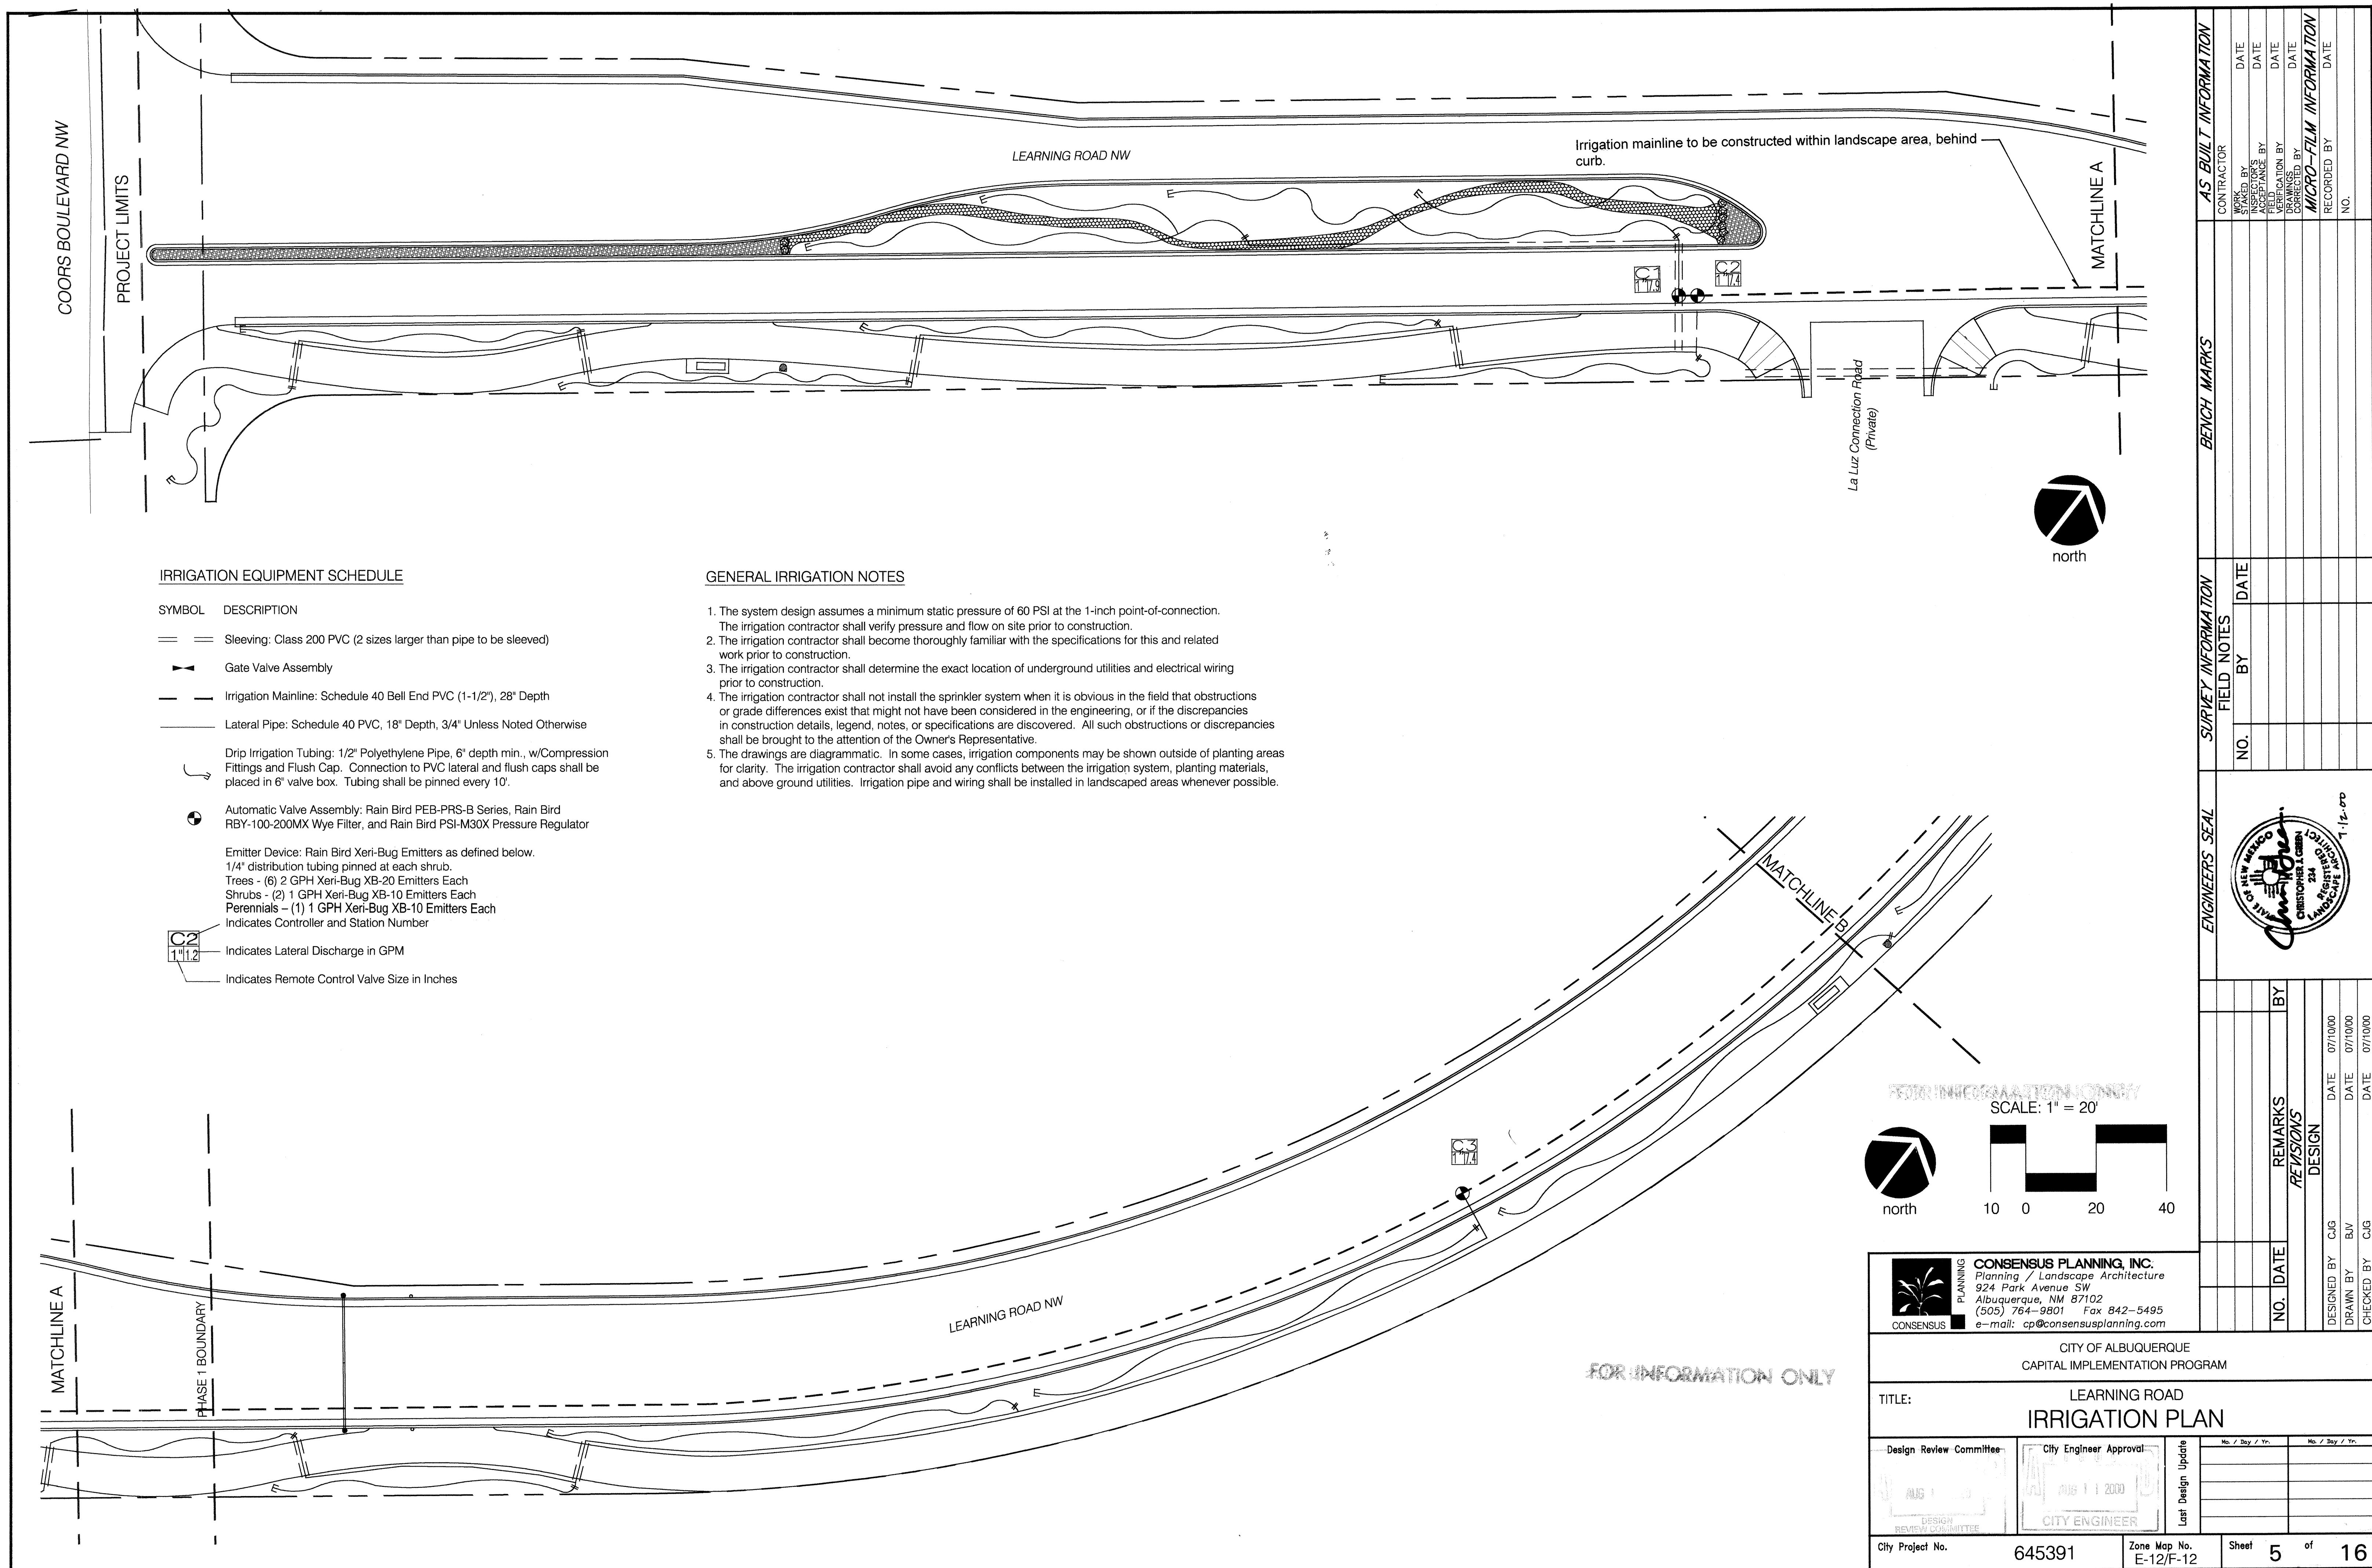 COORS BOULEVARD NW
PROJECT LIMITS
LEARNING ROAD NW
Irrigation mainline to be constructed within landscape area, behind
curb.
MATCHLINE A
C1
1" 7.9
C2
1" 7.4
La Luz Connection Road
(Private)
north
IRRIGATION EQUIPMENT SCHEDULE
SYMBOL DESCRIPTION
Sleeving: Class 200 PVC (2 sizes larger than pipe to be sleeved)
Gate Valve Assembly
Irrigation Mainline: Schedule 40 Bell End PVC (1-1/2"), 28" Depth
Lateral Pipe: Schedule 40 PVC, 18" Depth, 3/4" Unless Noted Otherwise
Drip Irrigation Tubing: 1/2" Polyethylene Pipe, 6" depth min., w/Compression
Fittings and Flush Cap. Connection to PVC lateral and flush caps shall be
placed in 6" valve box. Tubing shall be pinned every 10'.
Automatic Valve Assembly: Rain Bird PEB-PRS-B Series, Rain Bird
RBY-100-200MX Wye Filter, and Rain Bird PSI-M30X Pressure Regulator
Emitter Device: Rain Bird Xeri-Bug Emitters as defined below.
1/4" distribution tubing pinned at each shrub.
Trees - (6) 2 GPH Xeri-Bug XB-20 Emitters Each
Shrubs - (2) 1 GPH Xeri-Bug XB-10 Emitters Each
Perennials – (1) 1 GPH Xeri-Bug XB-10 Emitters Each
Indicates Controller and Station Number
C2
1" 1.2
Indicates Lateral Discharge in GPM
Indicates Remote Control Valve Size in Inches
GENERAL IRRIGATION NOTES
1. The system design assumes a minimum static pressure of 60 PSI at the 1-inch point-of-connection.
The irrigation contractor shall verify pressure and flow on site prior to construction.
2. The irrigation contractor shall become thoroughly familiar with the specifications for this and related
work prior to construction.
3. The irrigation contractor shall determine the exact location of underground utilities and electrical wiring
prior to construction.
4. The irrigation contractor shall not install the sprinkler system when it is obvious in the field that obstructions
or grade differences exist that might not have been considered in the engineering, or if the discrepancies
in construction details, legend, notes, or specifications are discovered. All such obstructions or discrepancies
shall be brought to the attention of the Owner's Representative.
5. The drawings are diagrammatic. In some cases, irrigation components may be shown outside of planting areas
for clarity. The irrigation contractor shall avoid any conflicts between the irrigation system, planting materials,
and above ground utilities. Irrigation pipe and wiring shall be installed in landscaped areas whenever possible.
MATCHLINE B
C3
1" 7.4
MATCHLINE A
PHASE 1 BOUNDARY
LEARNING ROAD NW
FOR INFORMATION ONLY
FOR INFORMATION ONLY
SCALE: 1" = 20'
north
10 0 20 40
CONSENSUS
PLANNING
CONSENSUS PLANNING, INC.
Planning / Landscape Architecture
924 Park Avenue SW
Albuquerque, NM 87102
(505) 764-9801 Fax 842-5495
e-mail: cp@consensusplanning.com
CITY OF ALBUQUERQUE
CAPITAL IMPLEMENTATION PROGRAM
TITLE:
LEARNING ROAD
IRRIGATION PLAN
Design Review Committee
AUG 1
DESIGN
REVIEW COMMITTEE
City Engineer Approval
AUG 11 2000
CITY ENGINEER
Last Design Update
Mo. / Day / Yr.
Mo. / Day / Yr.
City Project No.
645391
Zone Map No.
E-12/F-12
Sheet 5 of 16
AS BUILT INFORMATION
CONTRACTOR
WORK
STAKED BY DATE
INSPECTOR'S
ACCEPTANCE BY DATE
FIELD
VERIFICATION BY DATE
DRAWINGS
CORRECTED BY DATE
MICRO-FILM INFORMATION
RECORDED BY DATE
NO.
BENCH MARKS
SURVEY INFORMATION
FIELD NOTES
NO. BY DATE
ENGINEERS SEAL
STATE OF NEW MEXICO
CHRISTOPHER J. GREEN
234
REGISTERED
LANDSCAPE ARCHITECT
7-12-00
NO. DATE REMARKS BY
REVISIONS
DESIGN
DESIGNED BY CJG DATE 07/10/00
DRAWN BY BJV DATE 07/10/00
CHECKED BY CJG DATE 07/10/00